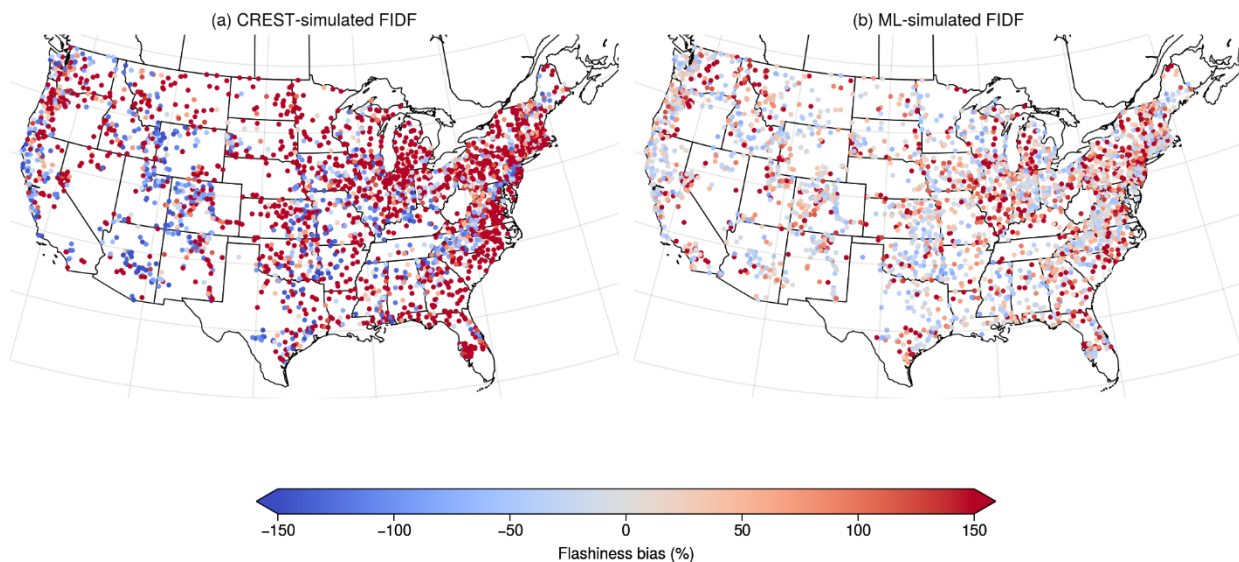 (a) CREST-simulated FIDF
(b) ML-simulated FIDF
−150 −100 −50 0 50 100 150
Flashiness bias (%)